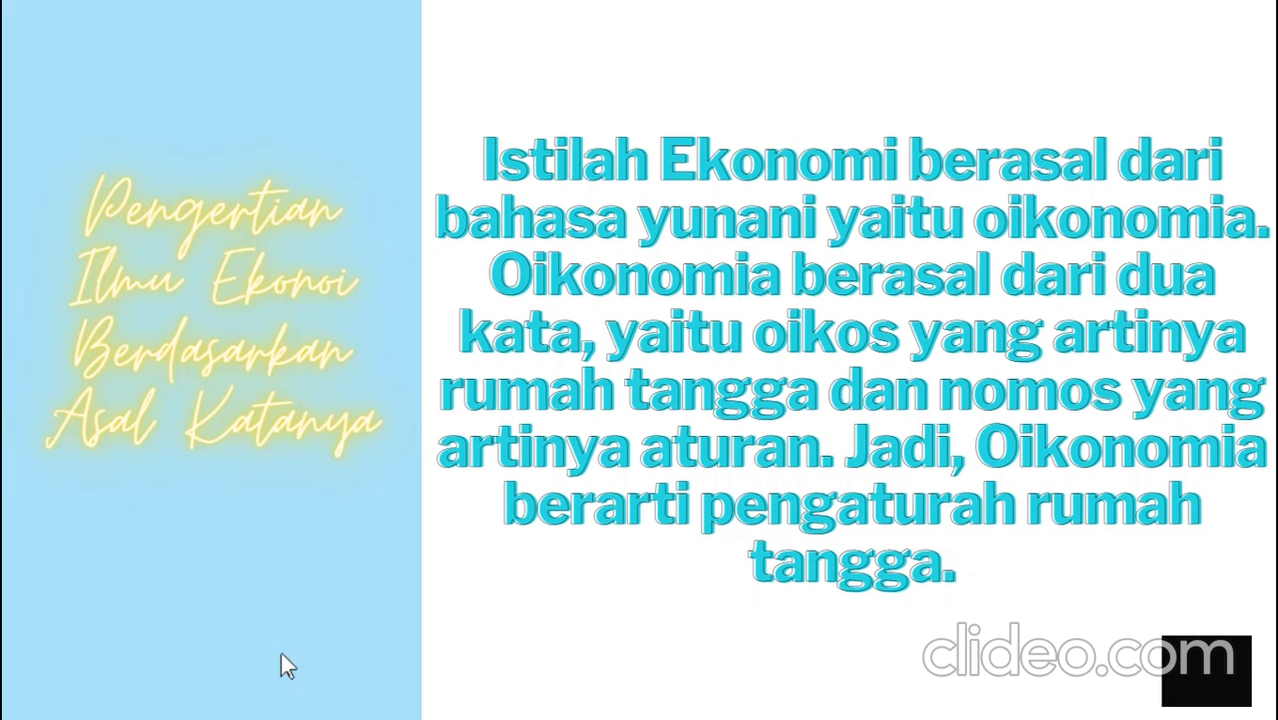 Pengertian
Ilmu Ekonoi
Berdasarkan
Asal Katanya
Istilah Ekonomi berasal dari
bahasa yunani yaitu oikonomia.
Oikonomia berasal dari dua
kata, yaitu oikos yang artinya
rumah tangga dan nomos yang
artinya aturan. Jadi, Oikonomia
berarti pengaturah rumah
tangga.
clideo.com